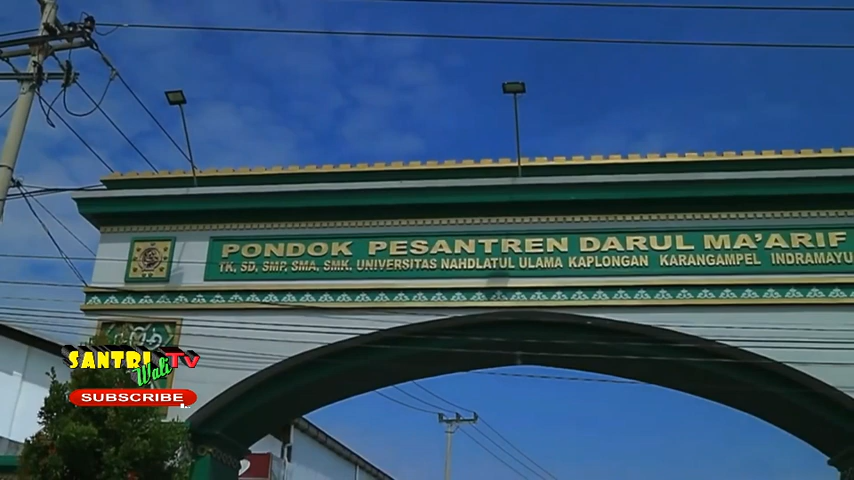 PONDOK PESANTREN DARUL MA'ARIF
TK, SD, SMP, SMA, SMK, UNIVERSITAS NAHDLATUL ULAMA KAPLONGAN KARANGAMPEL INDRAMAYU
SANTRI TV
Wali
SUBSCRIBE